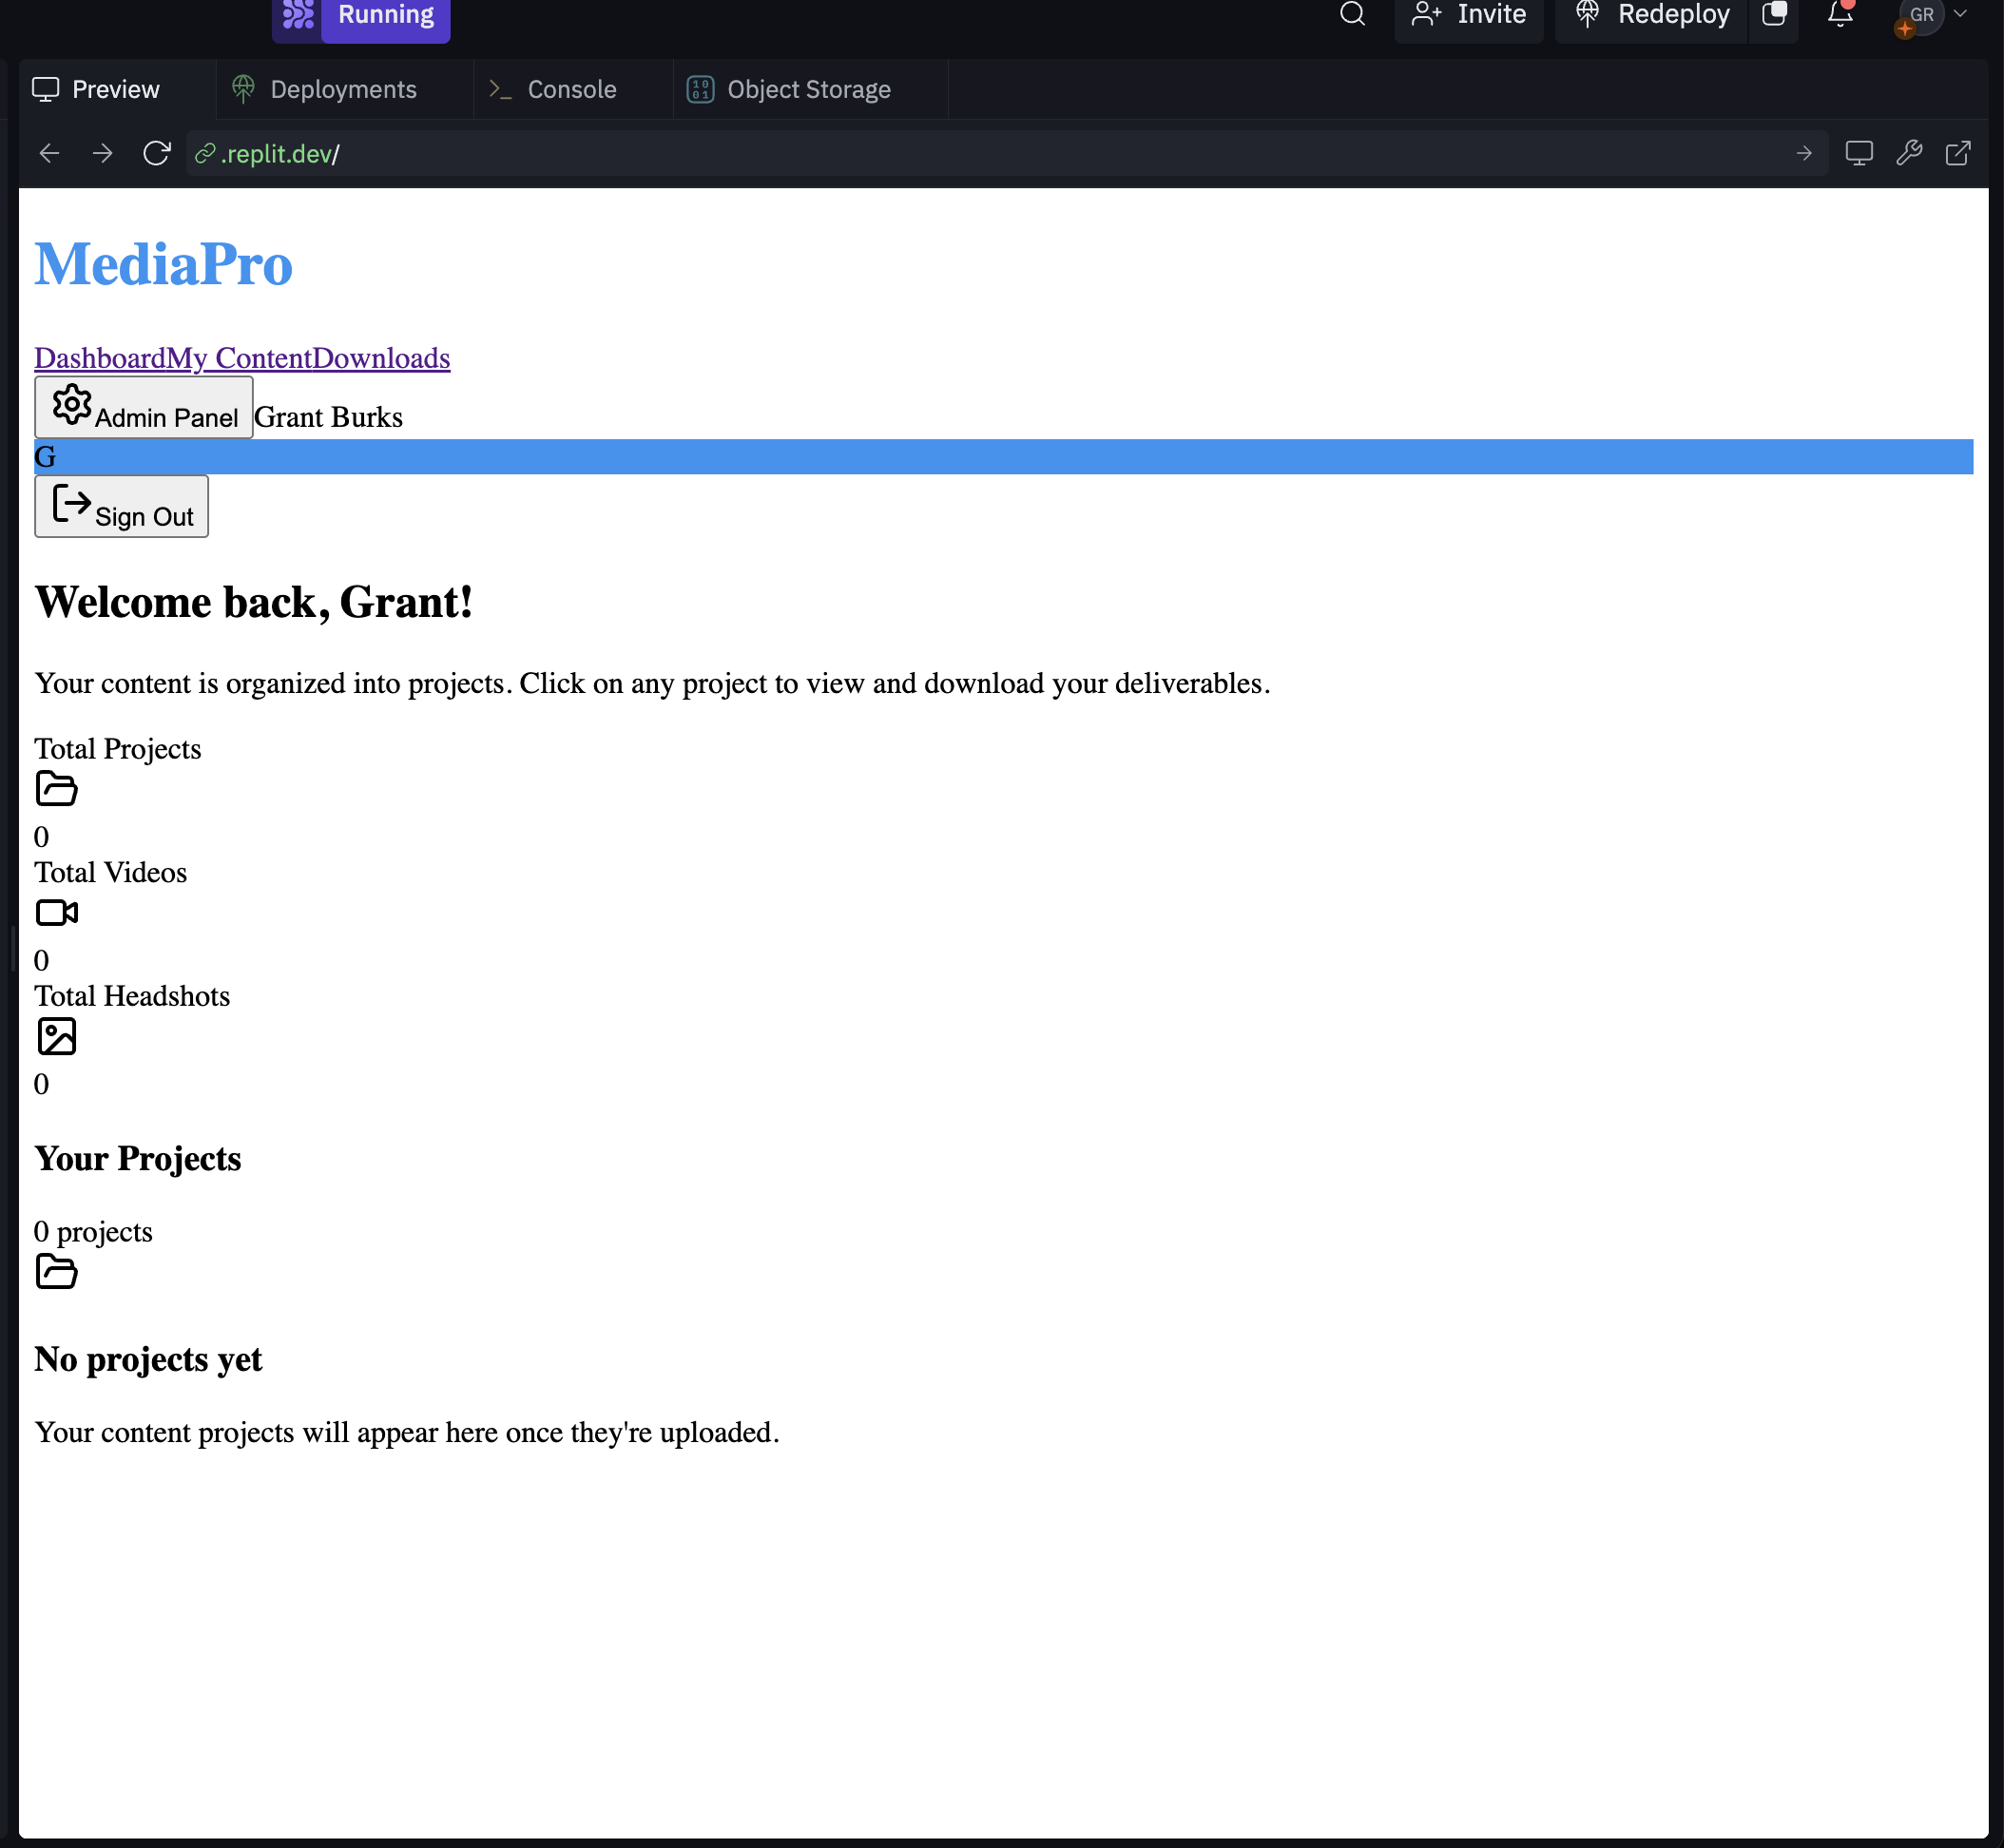 Running
Invite
Redeploy
GR
Preview
Deployments
Console
Object Storage
.replit.dev/
MediaPro
DashboardMy ContentDownloads
Admin Panel Grant Burks
G
Sign Out
Welcome back, Grant!
Your content is organized into projects. Click on any project to view and download your deliverables.
Total Projects
0
Total Videos
0
Total Headshots
0
Your Projects
0 projects
No projects yet
Your content projects will appear here once they're uploaded.